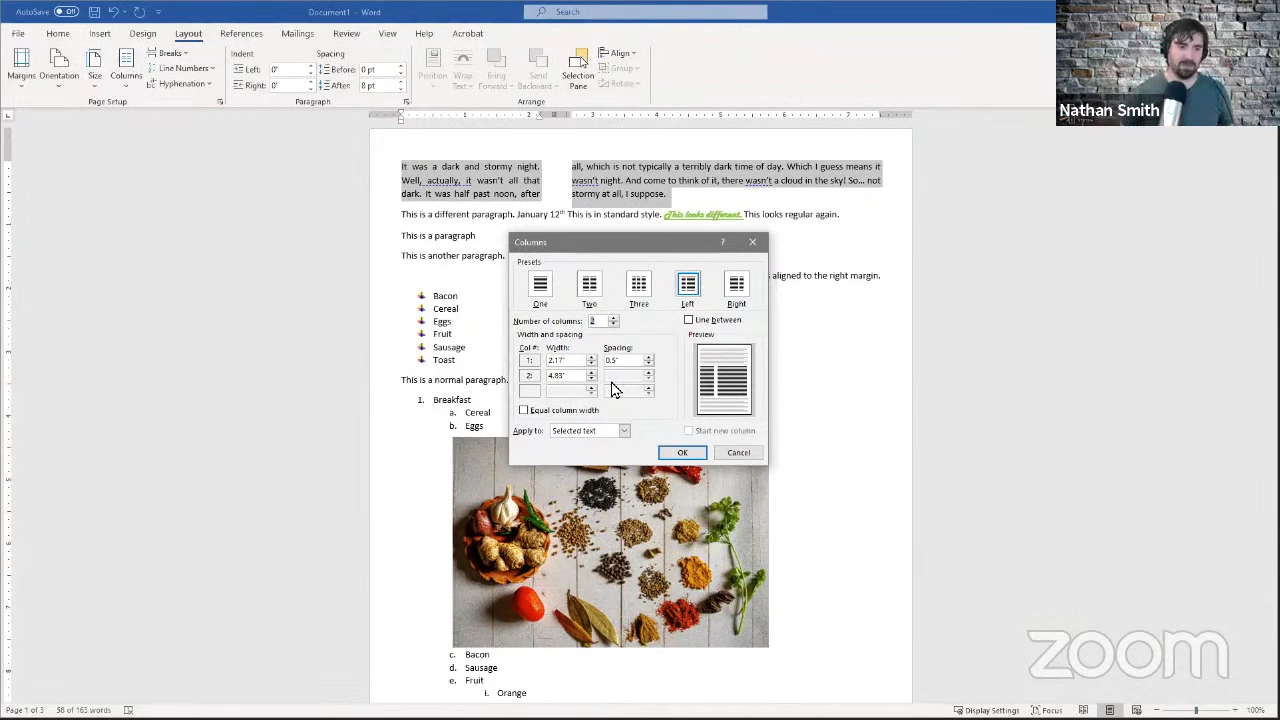 AutoSave Off Document1 - Word Search
File Home Insert Design Layout References Mailings Review View Help Acrobat
Margins Orientation Size Columns Breaks Line Numbers Hyphenation
Indent Spacing
Left: 0" Before: 0 pt
Right: 0" After: 8 pt
Position Wrap Text Bring Forward Send Backward Selection Pane Align Group Rotate
Page Setup Paragraph Arrange
Nathan Smith
1 2 3 4 5 6 7
It was a dark and stormy night.
Well, actually, it wasn't all that
dark. It was half past noon, after
all, which is not typically a terribly dark time of day. Which I guess means it
wasn't night. And come to think of it, there wasn't a cloud in the sky! So... not
stormy at all, I suppose.
This is a different paragraph. January 12th This is in standard style. This looks different. This looks regular again.
This is a paragraph
This is another paragraph.
aligned to the right margin.
Bacon
Cereal
Eggs
Fruit
Sausage
Toast
This is a normal paragraph.
1. Breakfast
a. Cereal
b. Eggs
Columns ?
Presets
One Two Three Left Right
Number of columns: 2 Line between
Width and spacing Preview
Col #: Width: Spacing:
1: 2.17" 0.5"
2: 4.83"
Equal column width
Apply to: Selected text Start new column
OK Cancel
c. Bacon
d. Sausage
e. Fruit
i. Orange
zoom
Page 1 of 3 58 of 163 words Display Settings Focus 100%